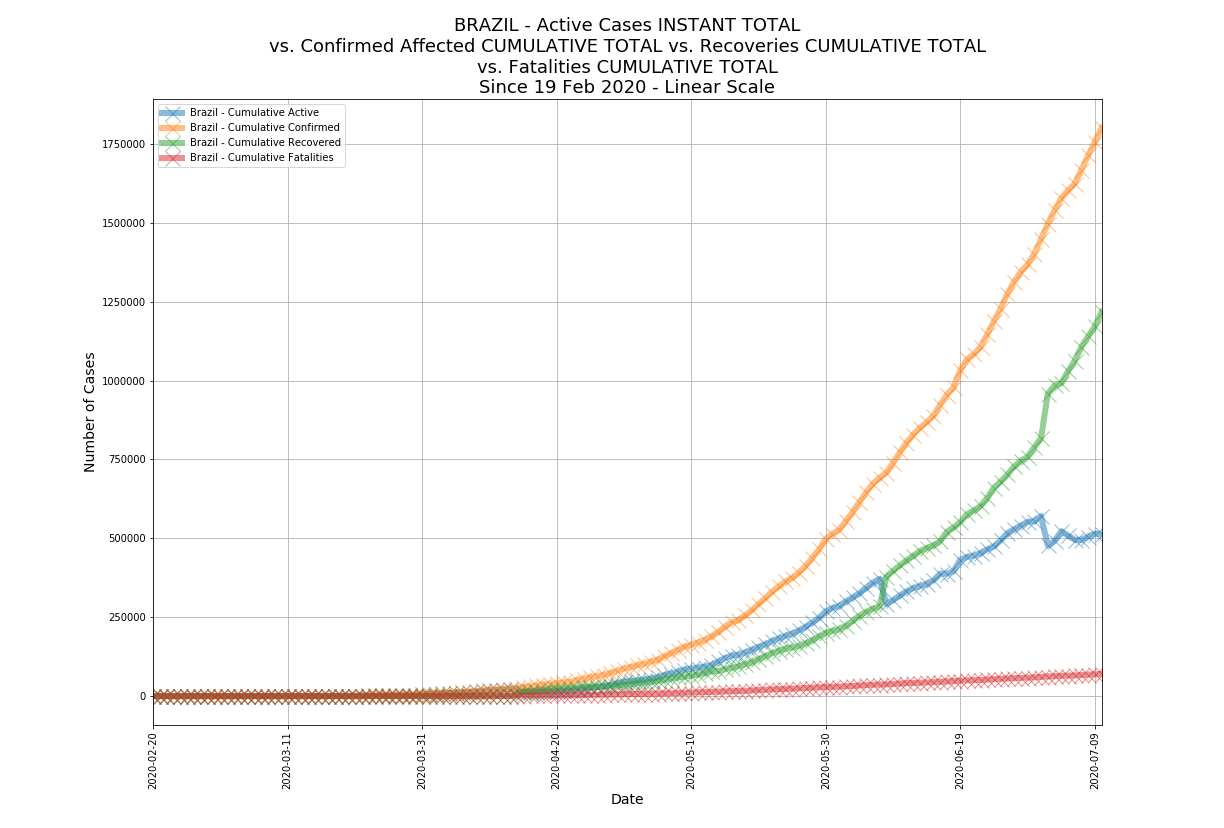 BRAZIL - Active Cases INSTANT TOTAL
vs. Confirmed Affected CUMULATIVE TOTAL vs. Recoveries CUMULATIVE TOTAL
vs. Fatalities CUMULATIVE TOTAL
Since 19 Feb 2020 - Linear Scale
Brazil - Cumulative Active
Brazil - Cumulative Confirmed
Brazil - Cumulative Recovered
Brazil - Cumulative Fatalities
Number of Cases
1750000
1500000
1250000
1000000
750000
500000
250000
0
2020-02-20
2020-03-11
2020-03-31
2020-04-20
2020-05-10
2020-05-30
2020-06-19
2020-07-09
Date